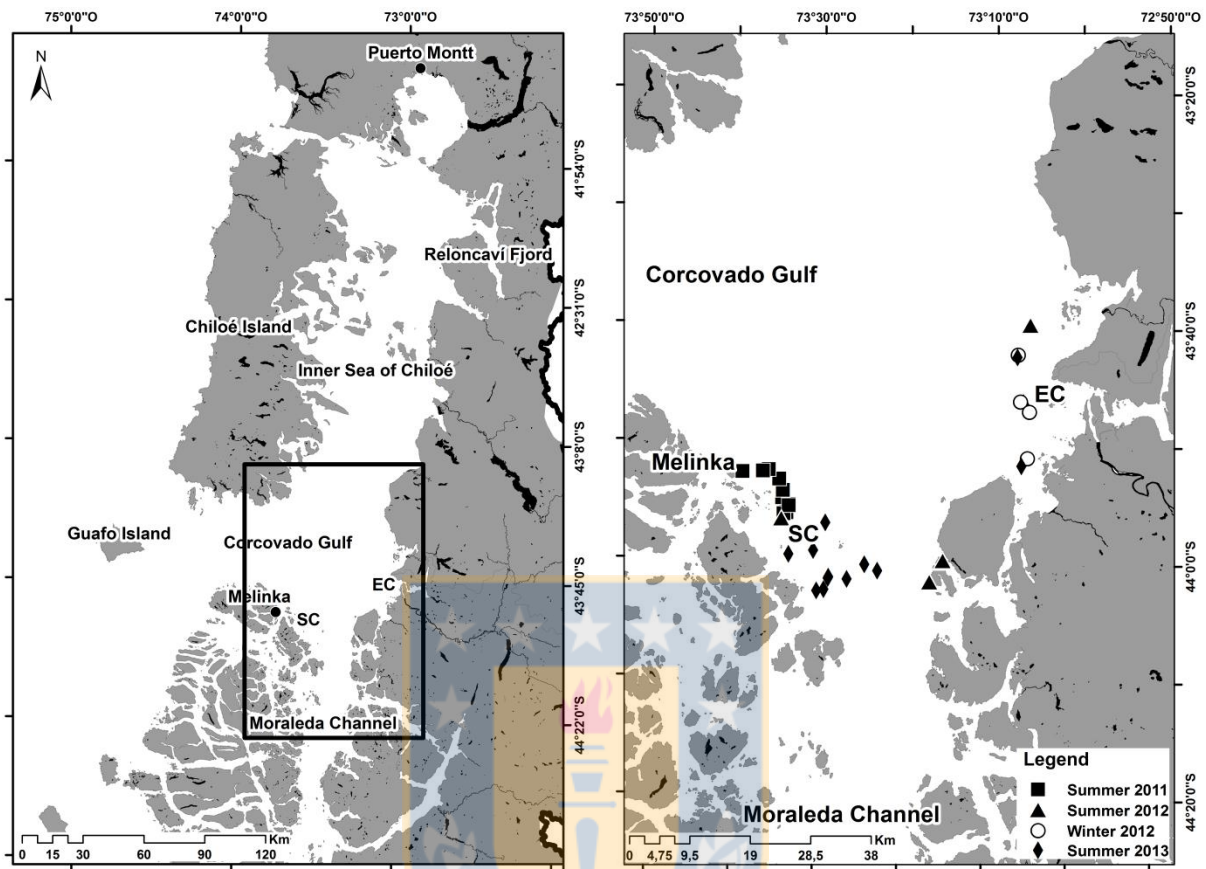 75°0'0"O 74°0'0"O 73°0'0"O
N
Puerto Montt
41°54'0"S
Reloncaví Fjord
42°31'0"S
Chiloé Island
Inner Sea of Chiloé
43°8'0"S
Guafo Island
Corcovado Gulf
EC
43°45'0"S
Melinka
SC
Moraleda Channel
44°22'0"S
Km
0 15 30 60 90 120
73°50'0"O 73°30'0"O 73°10'0"O 72°50'0"O
43°20'0"S
Corcovado Gulf
43°40'0"S
EC
Melinka
SC
44°0'0"S
Moraleda Channel
44°20'0"S
Km
0 4,75 9,5 19 28,5 38
Legend
Summer 2011
Summer 2012
Winter 2012
Summer 2013